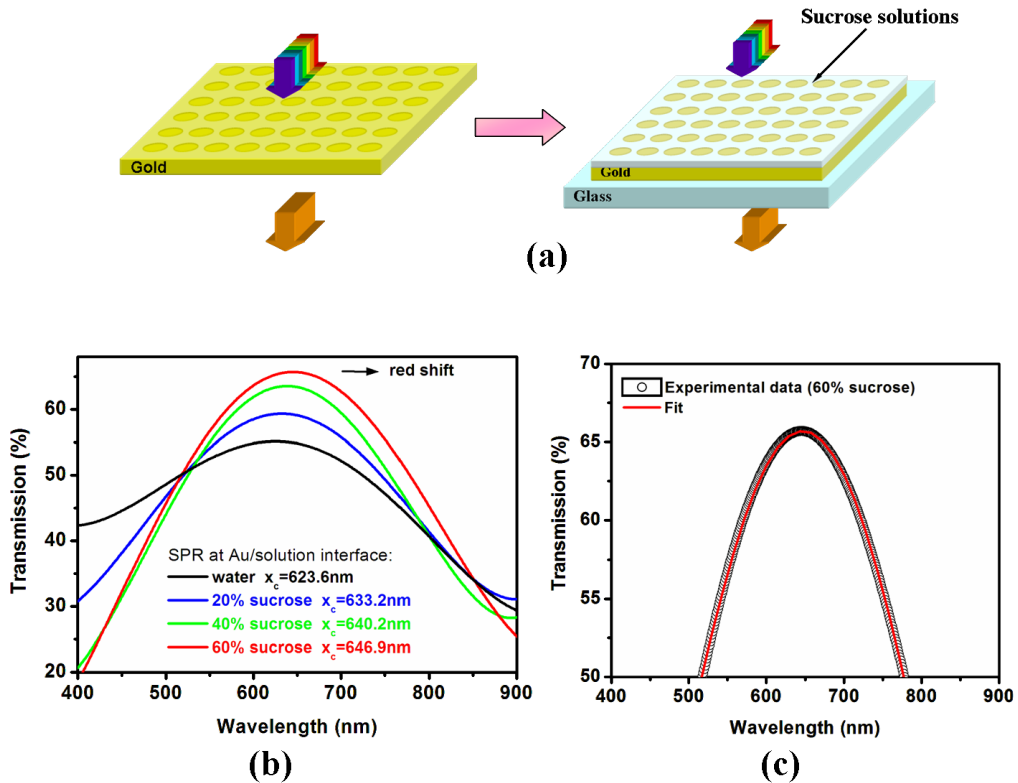 Sucrose solutions
Gold
Gold
Glass
(a)
Transmission (%)
60
50
40
30
20
400 500 600 700 800 900
Wavelength (nm)
red shift
SPR at Au/solution interface:
water x_c=623.6nm
20% sucrose x_c=633.2nm
40% sucrose x_c=640.2nm
60% sucrose x_c=646.9nm
(b)
Transmission (%)
70
65
60
55
50
400 500 600 700 800 900
Wavelength (nm)
Experimental data (60% sucrose)
Fit
(c)